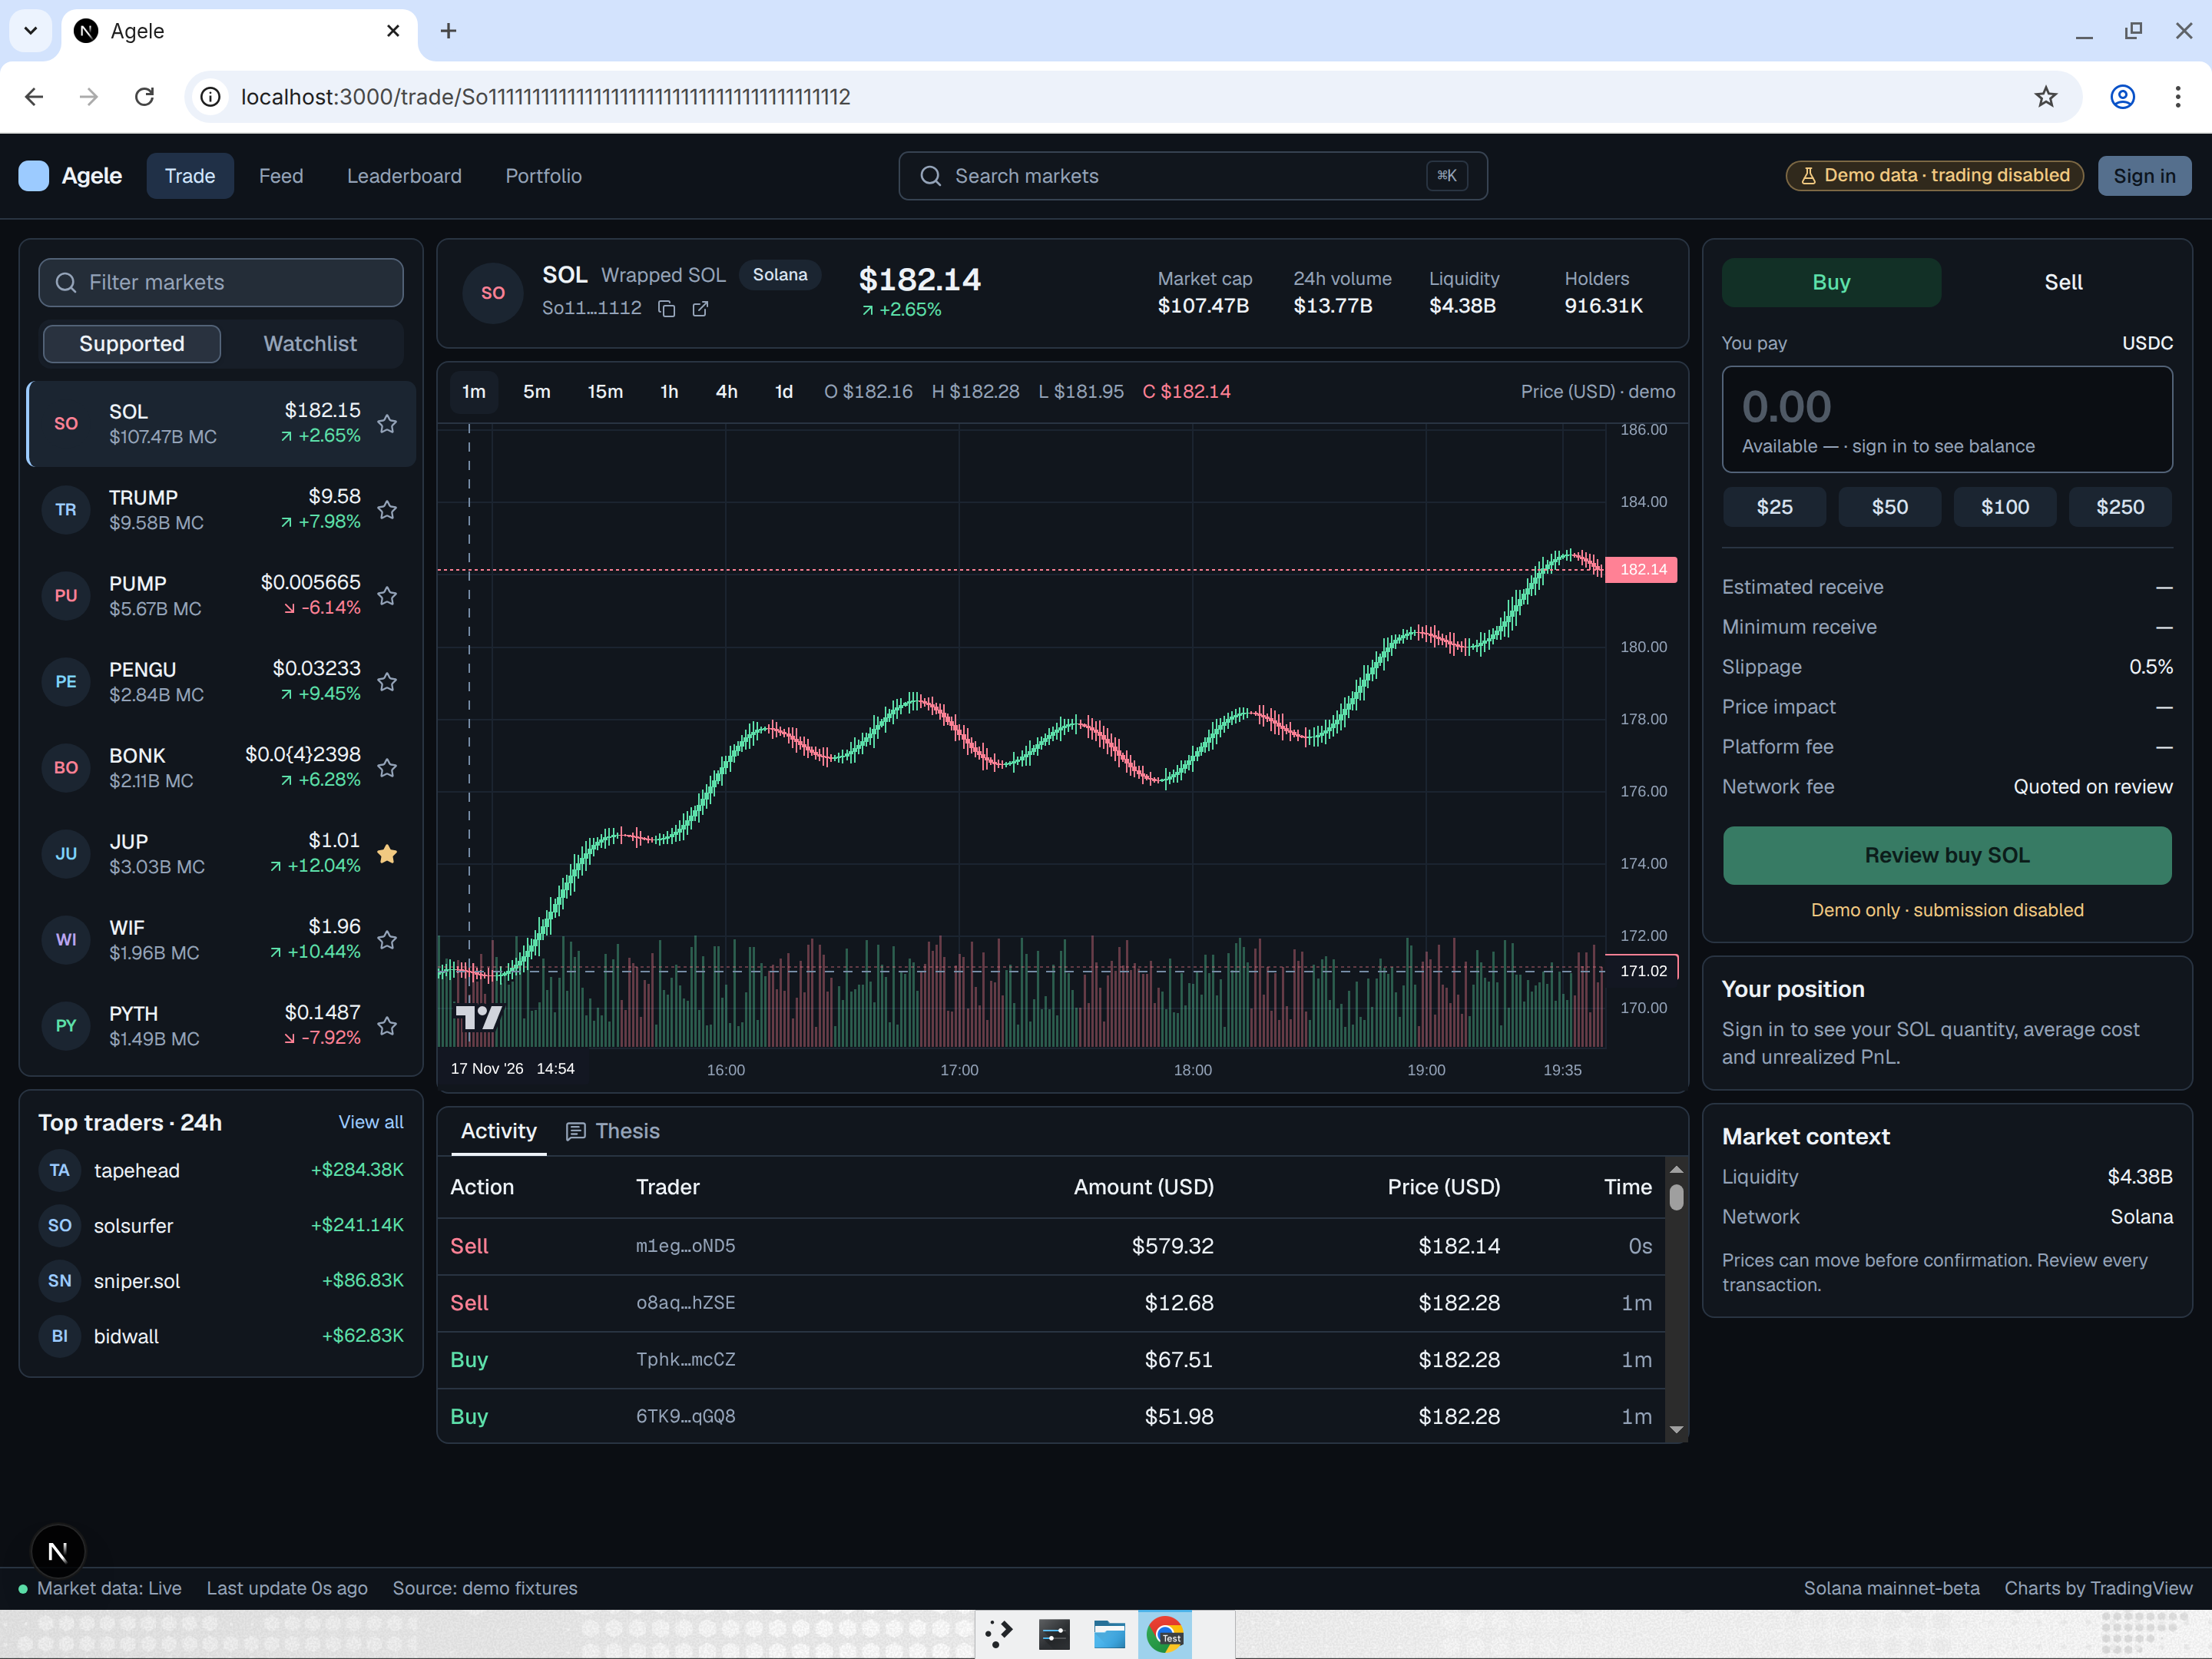 Agele
localhost:3000/trade/So11111111111111111111111111111111111111112
Agele
Trade
Feed
Leaderboard
Portfolio
Search markets
⌘K
Demo data · trading disabled
Sign in
Filter markets
Supported
Watchlist
SO
SOL
$107.47B MC
$182.15
+2.65%
TR
TRUMP
$9.58B MC
$9.58
+7.98%
PU
PUMP
$5.67B MC
$0.005665
-6.14%
PE
PENGU
$2.84B MC
$0.03233
+9.45%
BO
BONK
$2.11B MC
$0.0{4}2398
+6.28%
JU
JUP
$3.03B MC
$1.01
+12.04%
WI
WIF
$1.96B MC
$1.96
+10.44%
PY
PYTH
$1.49B MC
$0.1487
-7.92%
Top traders · 24h
View all
TA tapehead +$284.38K
SO solsurfer +$241.14K
SN sniper.sol +$86.83K
BI bidwall +$62.83K
SO
SOL Wrapped SOL Solana
So11...1112
$182.14
+2.65%
Market cap
$107.47B
24h volume
$13.77B
Liquidity
$4.38B
Holders
916.31K
1m 5m 15m 1h 4h 1d O $182.16 H $182.28 L $181.95 C $182.14
Price (USD) · demo
186.00
184.00
182.14
180.00
178.00
176.00
174.00
172.00
171.02
170.00
17 Nov '26 14:54
16:00
17:00
18:00
19:00
19:35
Activity
Thesis
Action Trader Amount (USD) Price (USD) Time
Sell m1eg…oND5 $579.32 $182.14 0s
Sell o8aq…hZSE $12.68 $182.28 1m
Buy Tphk…mcCZ $67.51 $182.28 1m
Buy 6TK9…qGQ8 $51.98 $182.28 1m
Buy
Sell
You pay
USDC
0.00
Available — · sign in to see balance
$25
$50
$100
$250
Estimated receive —
Minimum receive —
Slippage 0.5%
Price impact —
Platform fee —
Network fee Quoted on review
Review buy SOL
Demo only · submission disabled
Your position
Sign in to see your SOL quantity, average cost
and unrealized PnL.
Market context
Liquidity $4.38B
Network Solana
Prices can move before confirmation. Review every
transaction.
N
Market data: Live
Last update 0s ago
Source: demo fixtures
Solana mainnet-beta
Charts by TradingView
Test